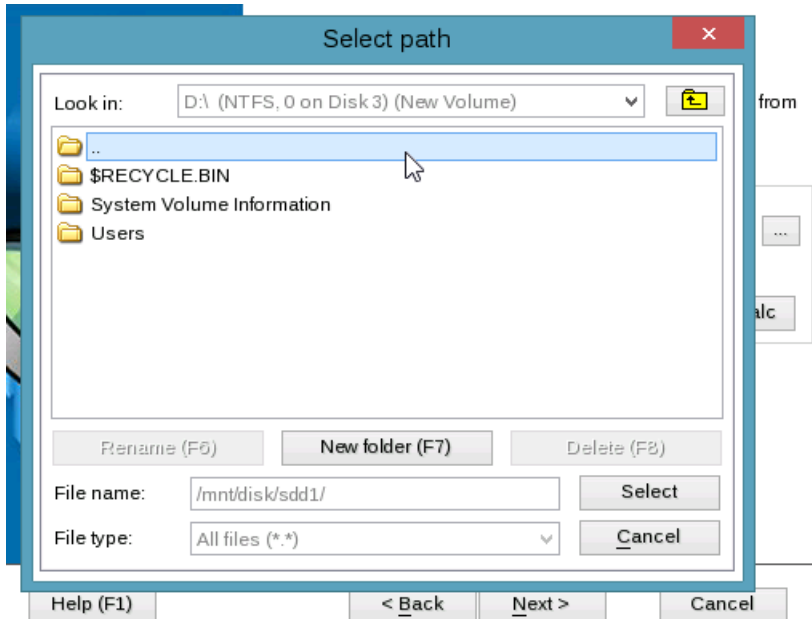 Select path
Look in: D:\ (NTFS, 0 on Disk 3) (New Volume)
from
..
$RECYCLE.BIN
System Volume Information
Users
...
alc
Rename (F6) New folder (F7) Delete (F8)
File name: /mnt/disk/sdd1/ Select
File type: All files (*.*) Cancel
Help (F1) < Back Next > Cancel